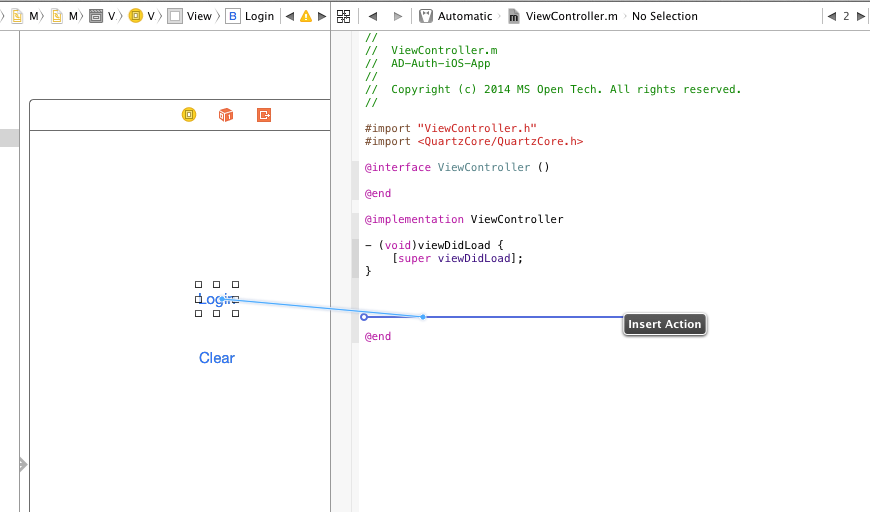 M M V V View B Login Automatic ViewController.m No Selection 2
//
//  ViewController.m
//  AD-Auth-iOS-App
//
//  Copyright (c) 2014 MS Open Tech. All rights reserved.
//
#import "ViewController.h"
#import <QuartzCore/QuartzCore.h>
@interface ViewController ()
@end
@implementation ViewController
- (void)viewDidLoad {
    [super viewDidLoad];
}
Login
Insert Action
@end
Clear